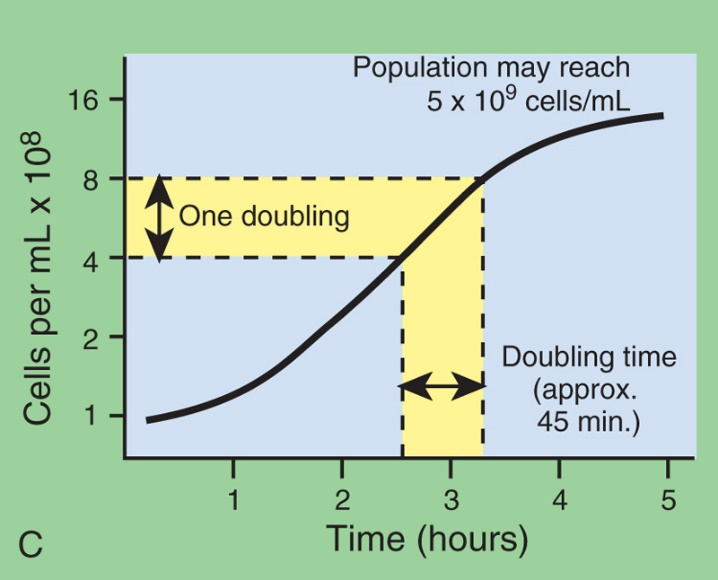 Population may reach
5 x 10⁹ cells/mL
Cells per mL x 10⁸
16
8
One doubling
4
2
Doubling time
(approx.
45 min.)
1
1 2 3 4 5
Time (hours)
C